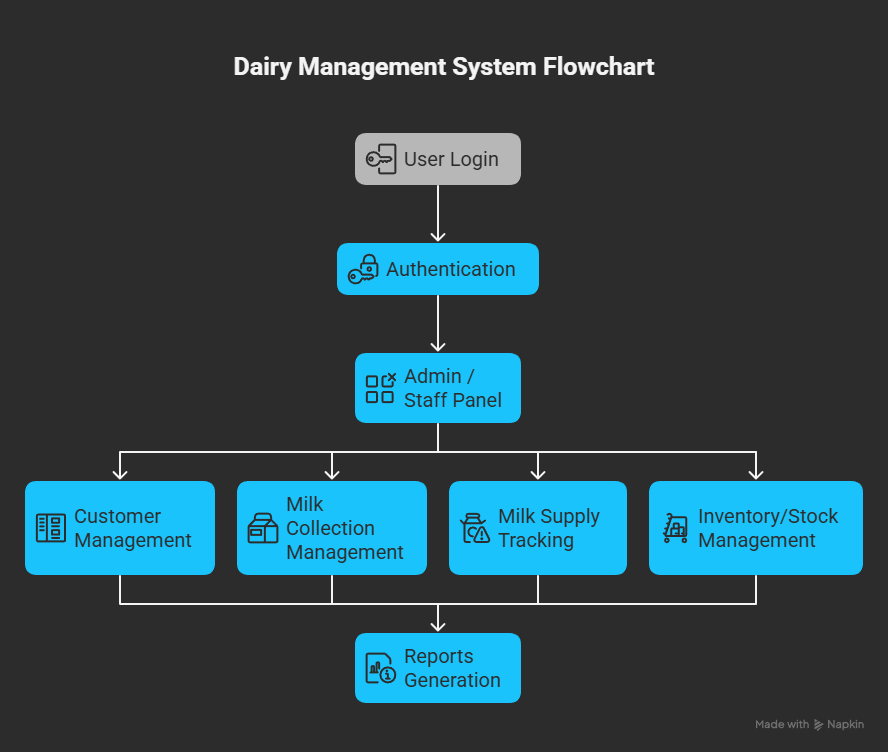 Dairy Management System Flowchart
User Login
Authentication
Admin /
Staff Panel
Customer
Management
Milk
Collection
Management
Milk Supply
Tracking
Inventory/Stock
Management
Reports
Generation
Made with Napkin